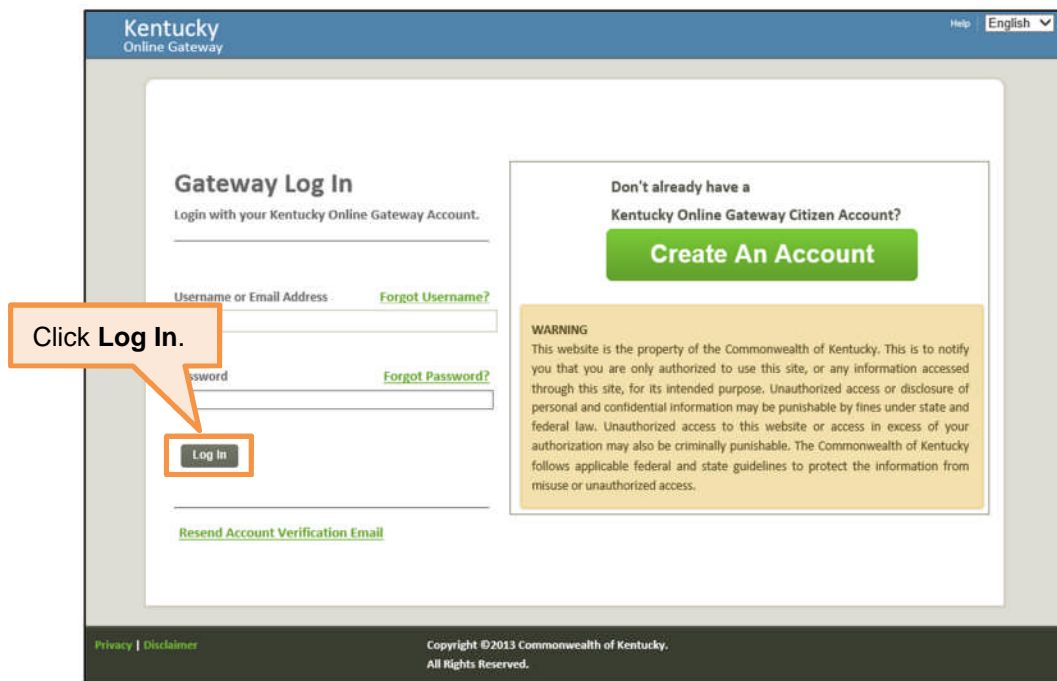 Kentucky
Online Gateway
Help
English
Gateway Log In
Login with your Kentucky Online Gateway Account.
Username or Email Address
Forgot Username?
Click Log In.
ssword
Forgot Password?
Log In
Resend Account Verification Email
Don't already have a
Kentucky Online Gateway Citizen Account?
Create An Account
WARNING
This website is the property of the Commonwealth of Kentucky. This is to notify
you that you are only authorized to use this site, or any information accessed
through this site, for its intended purpose. Unauthorized access or disclosure of
personal and confidential information may be punishable by fines under state and
federal law. Unauthorized access to this website or access in excess of your
authorization may also be criminally punishable. The Commonwealth of Kentucky
follows applicable federal and state guidelines to protect the information from
misuse or unauthorized access.
Privacy | Disclaimer
Copyright ©2013 Commonwealth of Kentucky.
All Rights Reserved.